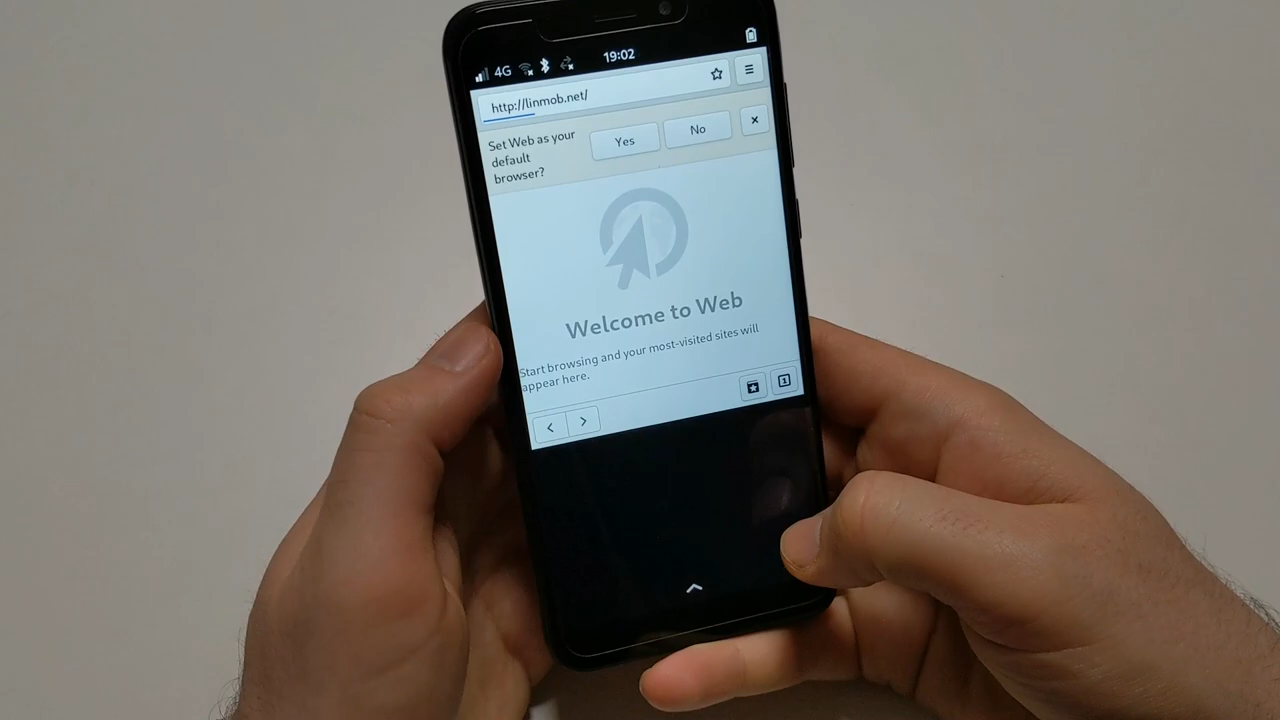 4G 19:02
http://linmob.net/
Set Web as your
default
browser?
Yes
No
Welcome to Web
Start browsing and your most-visited sites will
appear here.
1